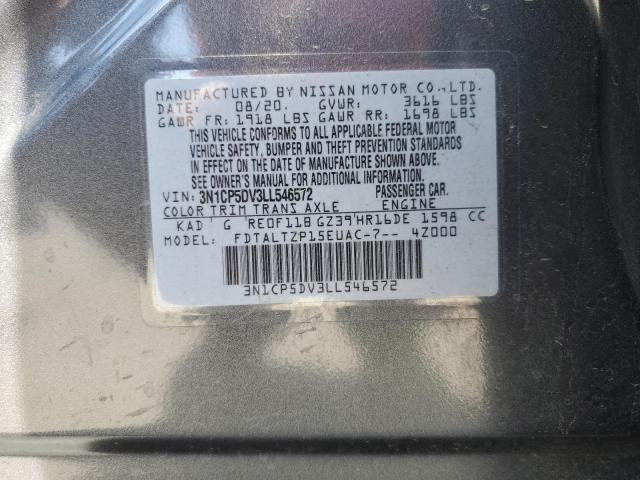 MANUFACTURED BY NISSAN MOTOR CO.,LTD.
DATE: 08/20. GVWR: 3616 LBS
GAWR FR: 1918 LBS GAWR RR: 1698 LBS
THIS VEHICLE CONFORMS TO ALL APPLICABLE FEDERAL MOTOR
VEHICLE SAFETY, BUMPER AND THEFT PREVENTION STANDARDS
IN EFFECT ON THE DATE OF MANUFACTURE SHOWN ABOVE.
SEE OWNER'S MANUAL FOR ADDITIONAL INFORMATION.
VIN: 3N1CP5DV3LL546572 PASSENGER CAR.
COLOR TRIM TRANS AXLE ENGINE
KAD G RE0F11B GZ39 HR16DE 1598 CC
MODEL: FDTALTZP15EUAC-7-- 4Z000
3N1CP5DV3LL546572